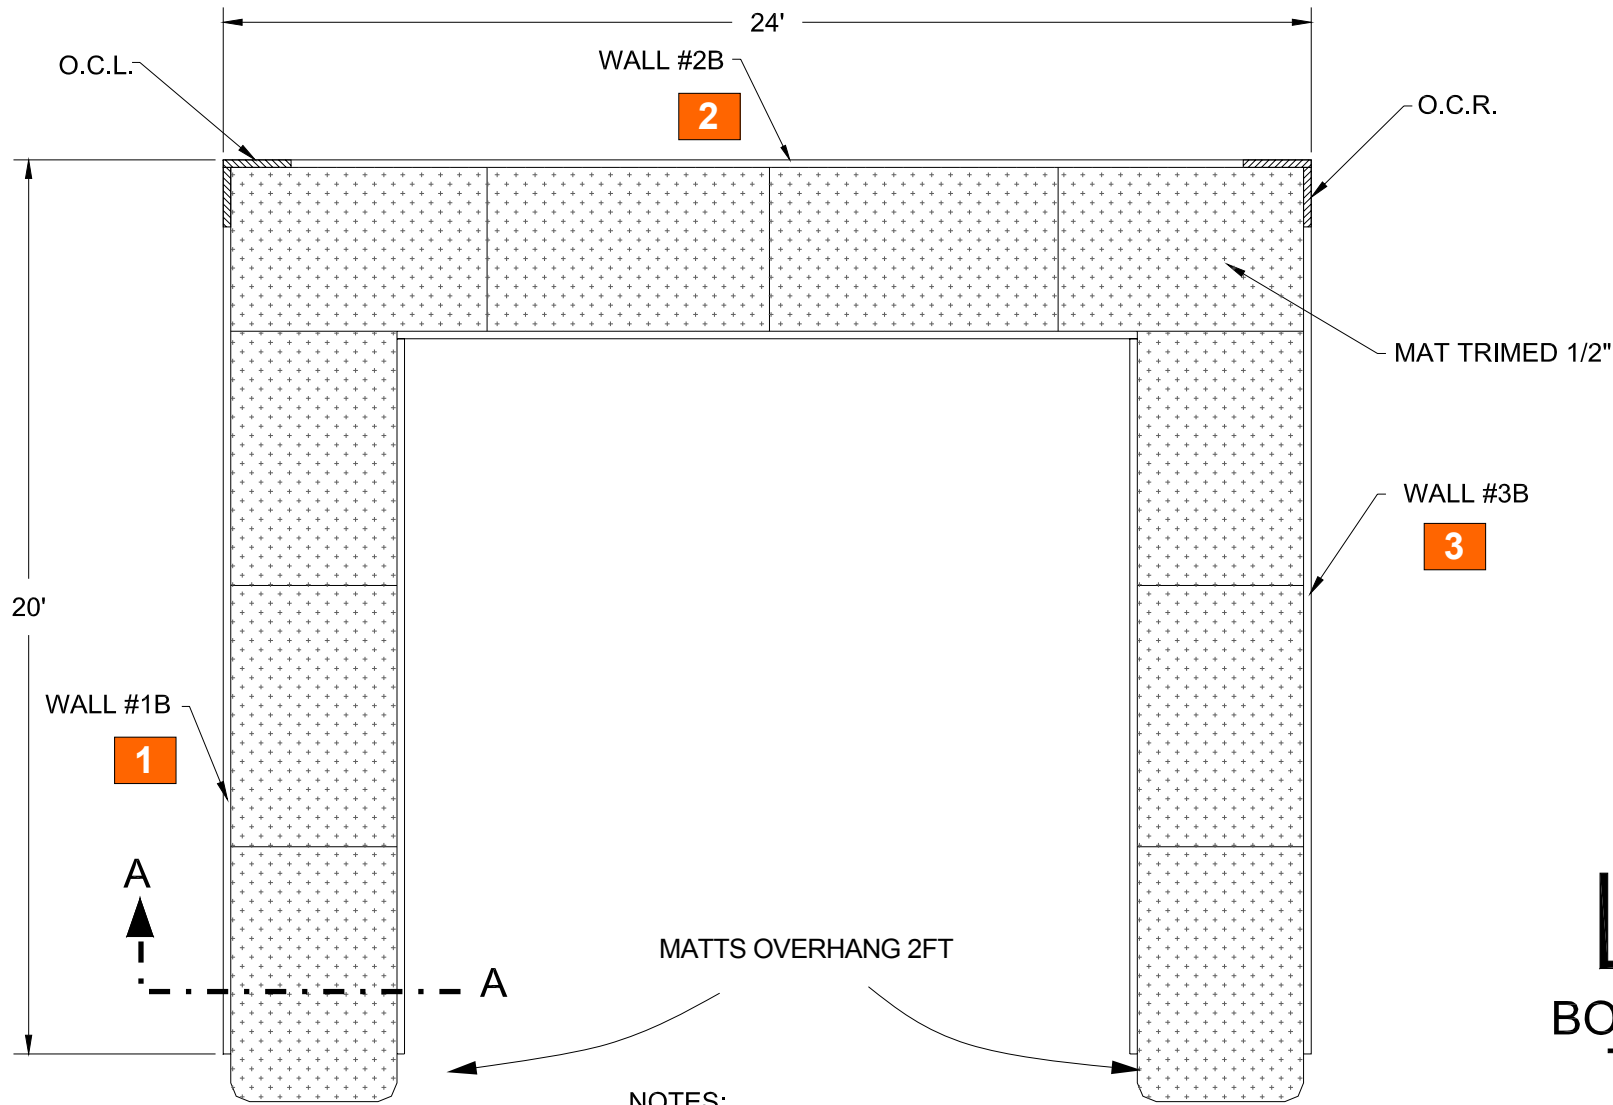 24'
WALL #2B
O.C.L.
2
O.C.R.
MAT TRIMED 1/2"
WALL #3B
3
20'
WALL #1B
1
A
A
MATTS OVERHANG 2FT
L
BO
NOTES: